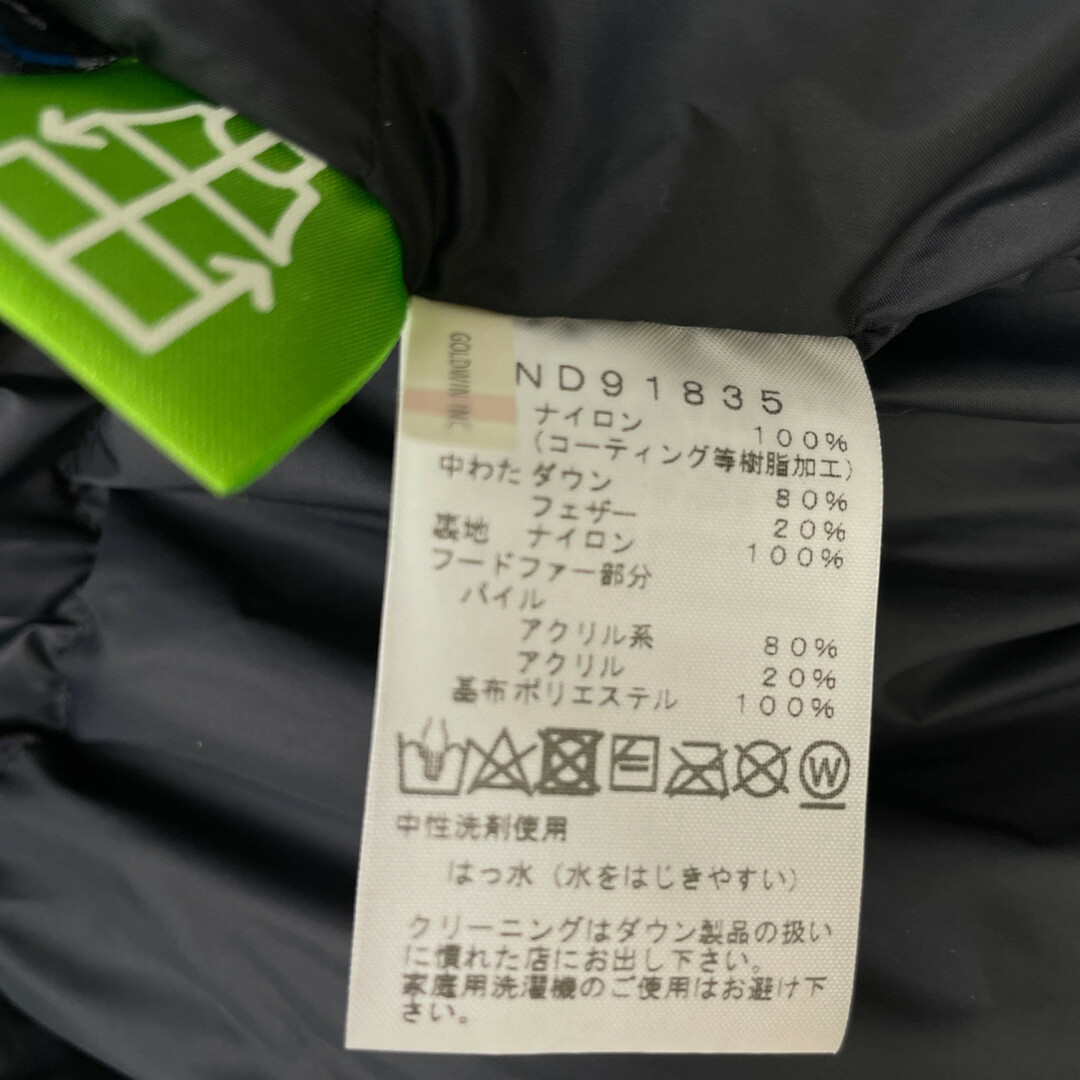 GOLDWIN INC
ND91835
ナイロン 100%
(コーティング等樹脂加工)
中わた ダウン 80%
フェザー 20%
裏地 ナイロン 100%
フードファー部分
パイル
アクリル系 80%
アクリル 20%
基布ポリエステル 100%
W
中性洗剤使用
はっ水(水をはじきやすい)
クリーニングはダウン製品の扱い
に慣れた店にお出し下さい。
家庭用洗濯機のご使用はお避け下
さい。